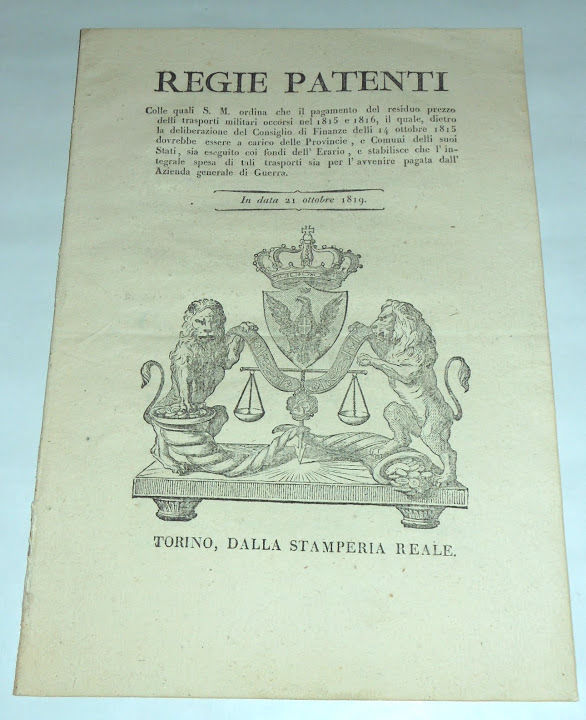 REGIE PATENTI
Colle quali S. M. ordina che il pagamento del residuo prezzo
delli trasporti militari occorsi nel 1815 e 1816, il quale, dietro
la deliberazione del Consiglio di Finanze delli 14 ottobre 1815
dovrebbe essere a carico delle Provincie, e Comuni delli suoi
Stati, sia eseguito coi fondi dell' Erario, e stabilisce che l' in-
tegrale spesa di tali trasporti sia per l' avvenire pagata dall'
Azienda generale di Guerra.
In data 21 ottobre 1819.
TORINO, DALLA STAMPERIA REALE.